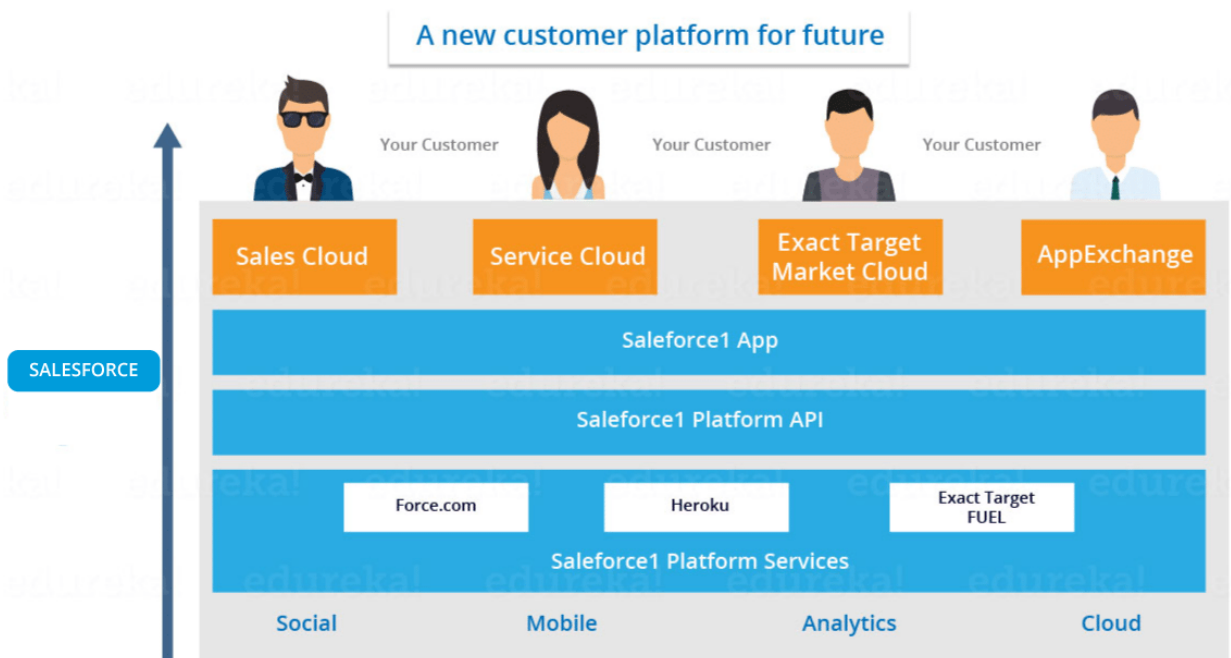 A new customer platform for future
Your Customer Your Customer Your Customer
Sales Cloud
Service Cloud
Exact Target
Market Cloud
AppExchange
Saleforce1 App
SALESFORCE
Saleforce1 Platform API
Force.com
Heroku
Exact Target
FUEL
Saleforce1 Platform Services
Social Mobile Analytics Cloud
edureka!